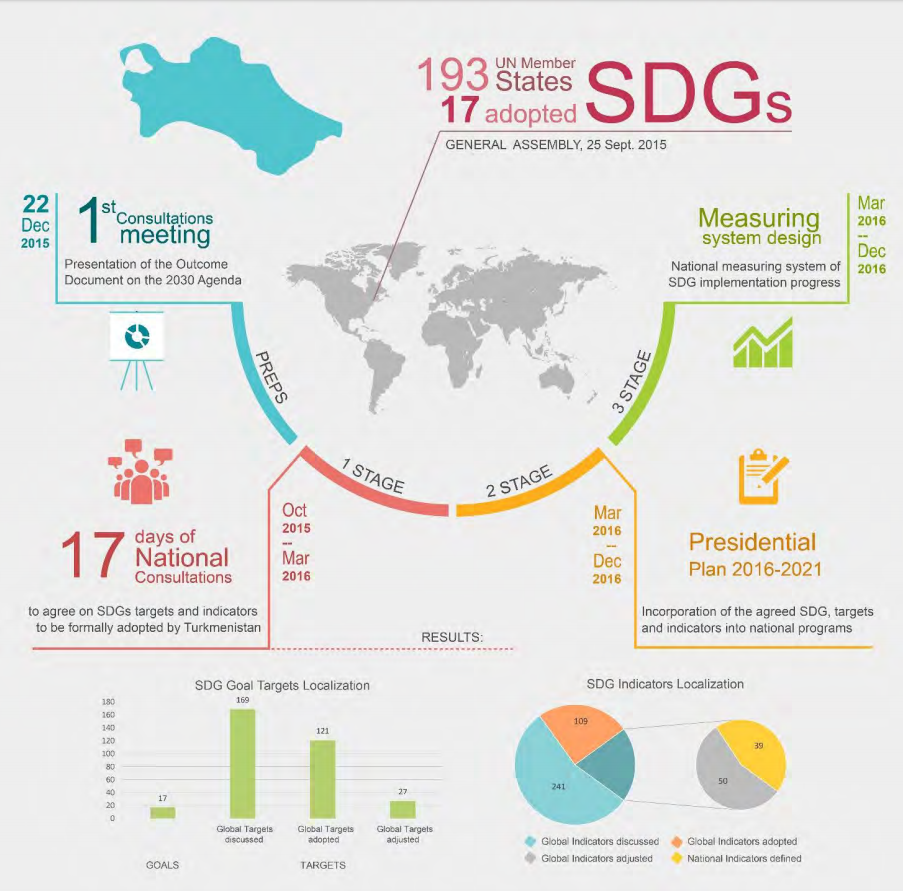 193 UN Member States
17 adopted SDGs
GENERAL ASSEMBLY, 25 Sept. 2015
22
Dec
2015
1st Consultations
meeting
Presentation of the Outcome
Document on the 2030 Agenda
Measuring
system design
National measuring system of
SDG implementation progress
Mar
2016
--
Dec
2016
PREPS
1 STAGE
2 STAGE
3 STAGE
17 days of
National
Consultations
to agree on SDGs targets and indicators
to be formally adopted by Turkmenistan
Oct
2015
--
Mar
2016
Mar
2016
--
Dec
2016
Presidential
Plan 2016-2021
Incorporation of the agreed SDG, targets
and indicators into national programs
RESULTS:
SDG Goal Targets Localization
180
160
140
120
100
80
60
40
20
0
17
169
121
27
Global Targets
discussed
Global Targets
adopted
Global Targets
adjusted
GOALS
TARGETS
SDG Indicators Localization
109
241
39
50
Global Indicators discussed
Global Indicators adopted
Global Indicators adjusted
National Indicators defined